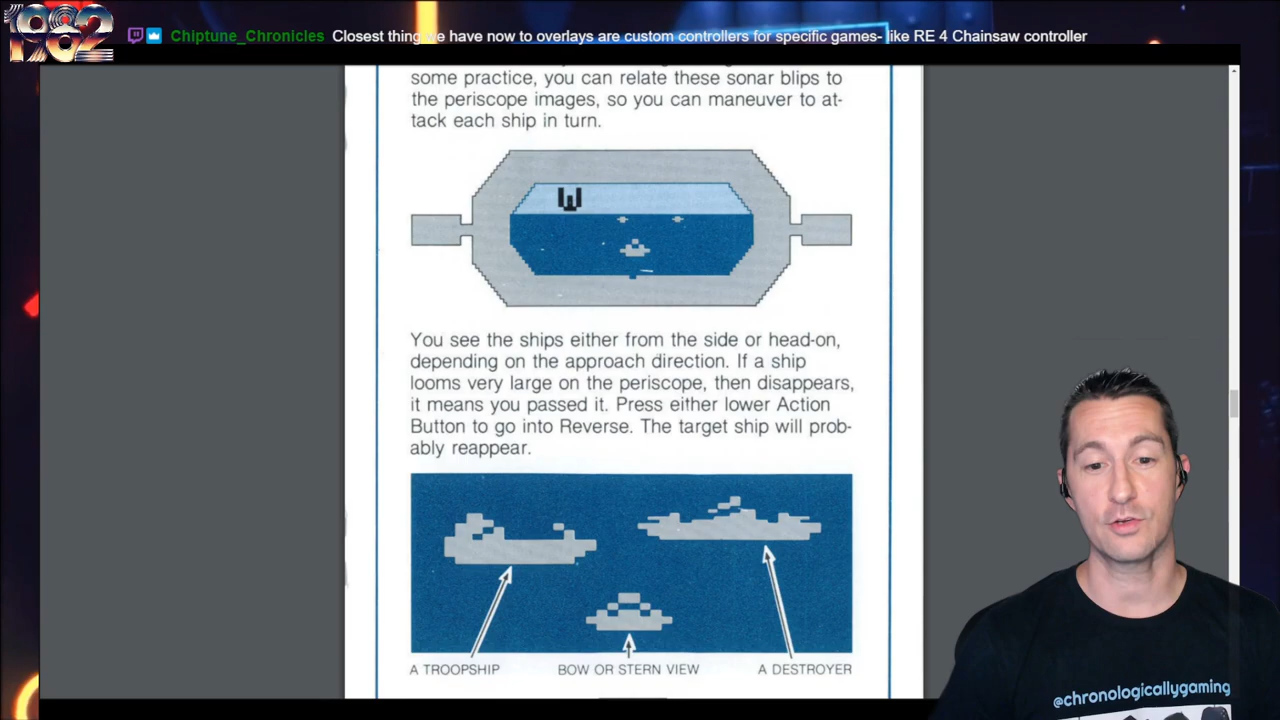 1982
Chiptune_Chronicles Closest thing we have now to overlays are custom controllers for specific games- like RE 4 Chainsaw controller
some practice, you can relate these sonar blips to
the periscope images, so you can maneuver to at-
tack each ship in turn.
W
You see the ships either from the side or head-on,
depending on the approach direction. If a ship
looms very large on the periscope, then disappears,
it means you passed it. Press either lower Action
Button to go into Reverse. The target ship will prob-
ably reappear.
A TROOPSHIP BOW OR STERN VIEW A DESTROYER
@chronologicallygaming